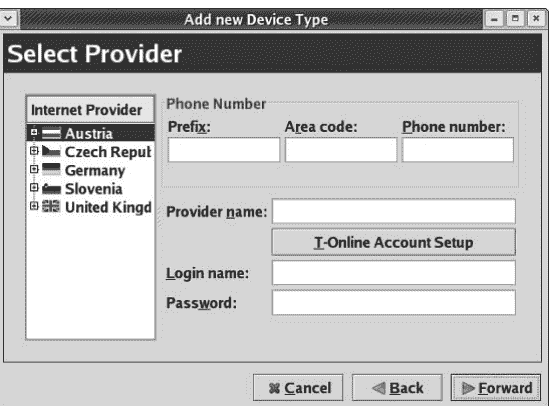 Add new Device Type
Select Provider
Internet Provider
Austria
Czech Republ
Germany
Slovenia
United Kingd
Phone Number
Prefix:
Area code:
Phone number:
Provider name:
T-Online Account Setup
Login name:
Password:
Cancel
Back
Forward